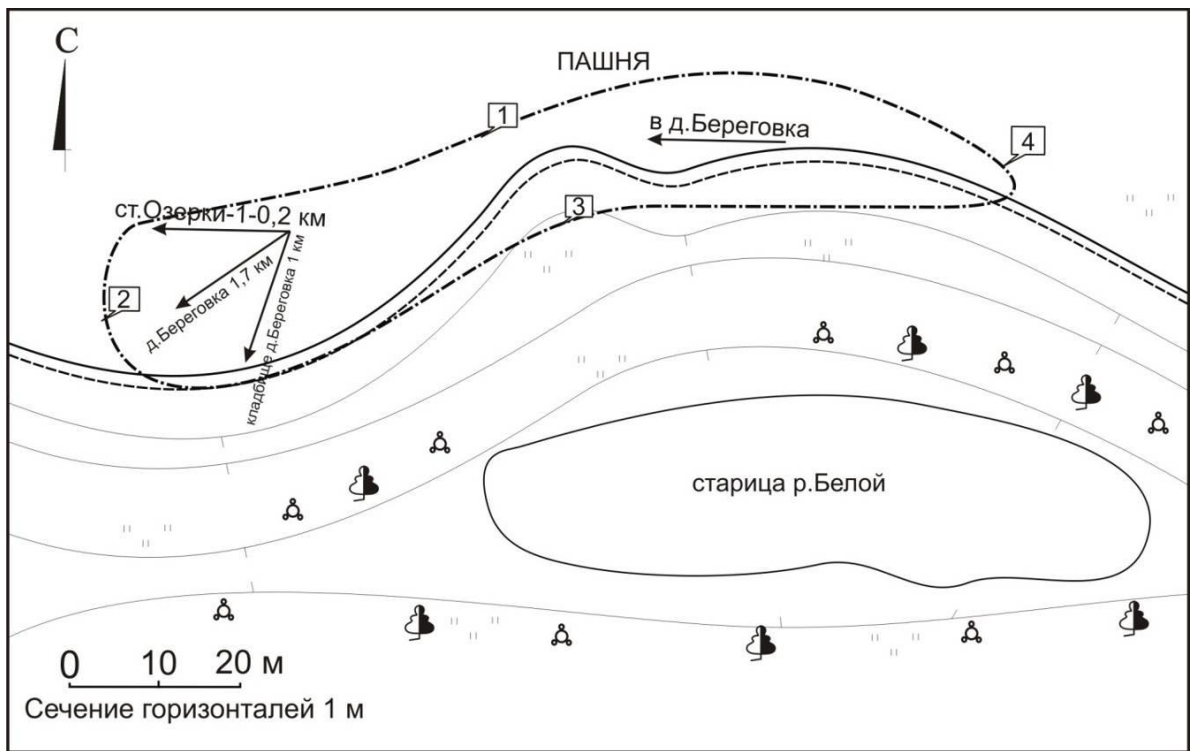 С
ПАШНЯ
1
в д.Береговка
4
ст.Озерки-1-0,2 км
3
2
д.Береговка 1,7 км
кладбище д.Береговка 1 км
старица р.Белой
0 10 20 м
Сечение горизонталей 1 м